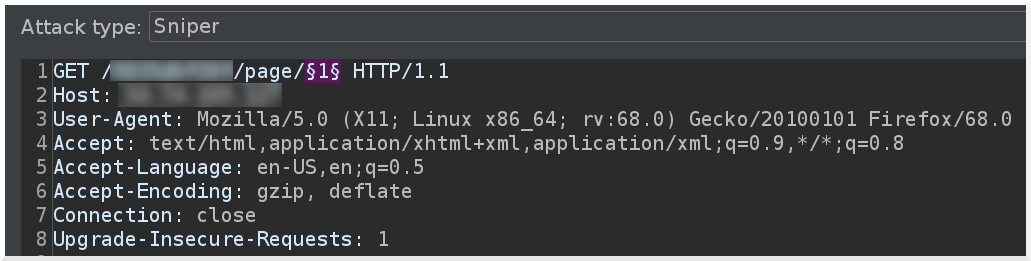 Attack type: Sniper
1 GET / /page/§1§ HTTP/1.1
2 Host:
3 User-Agent: Mozilla/5.0 (X11; Linux x86_64; rv:68.0) Gecko/20100101 Firefox/68.0
4 Accept: text/html,application/xhtml+xml,application/xml;q=0.9,*/*;q=0.8
5 Accept-Language: en-US,en;q=0.5
6 Accept-Encoding: gzip, deflate
7 Connection: close
8 Upgrade-Insecure-Requests: 1